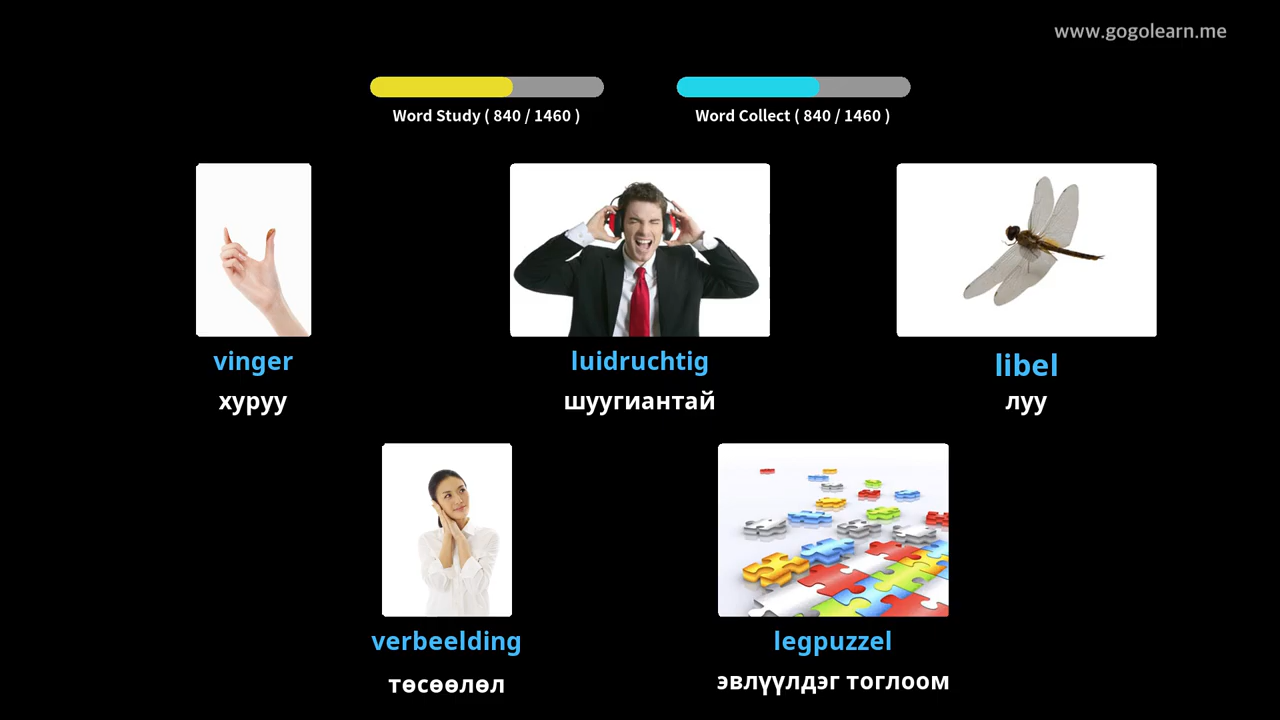 www.gogolearn.me
Word Study ( 840 / 1460 )
Word Collect ( 840 / 1460 )
vinger
хуруу
luidruchtig
шуугиантай
libel
луу
verbeelding
төсөөлөл
legpuzzel
эвлүүлдэг тоглоом